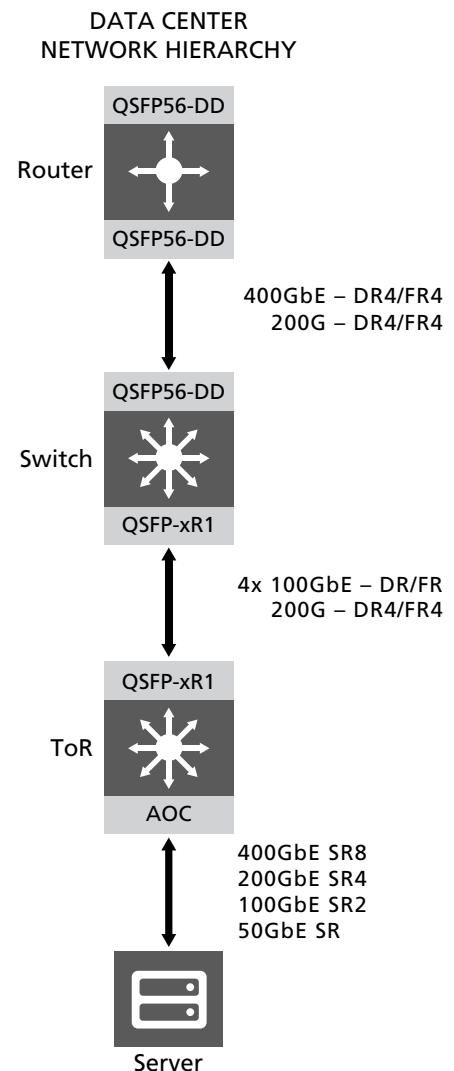 DATA CENTER
NETWORK HIERARCHY
QSFP56-DD
Router
QSFP56-DD
400GbE – DR4/FR4
200G – DR4/FR4
QSFP56-DD
Switch
QSFP-xR1
4x 100GbE – DR/FR
200G – DR4/FR4
QSFP-xR1
ToR
AOC
400GbE SR8
200GbE SR4
100GbE SR2
50GbE SR
Server